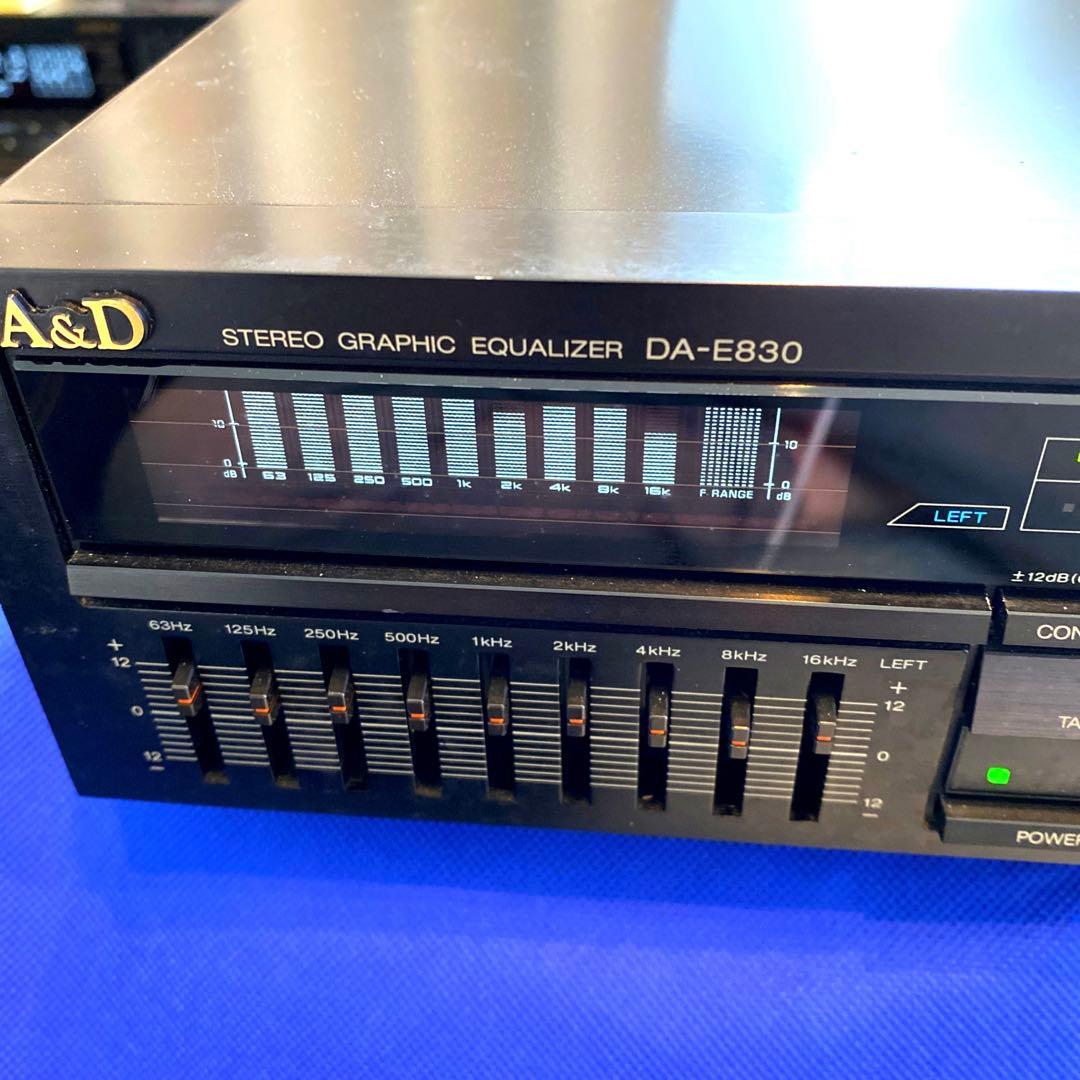 A&D
STEREO GRAPHIC EQUALIZER DA-E830
10
0
dB
63 125 250 500 1k 2k 4k 8k 16k F RANGE
10
0
dB
LEFT
±12dB(
CON
63Hz 125Hz 250Hz 500Hz 1kHz 2kHz 4kHz 8kHz 16kHz LEFT
+
12
0
12
−
+
12
0
12
−
TA
POWER